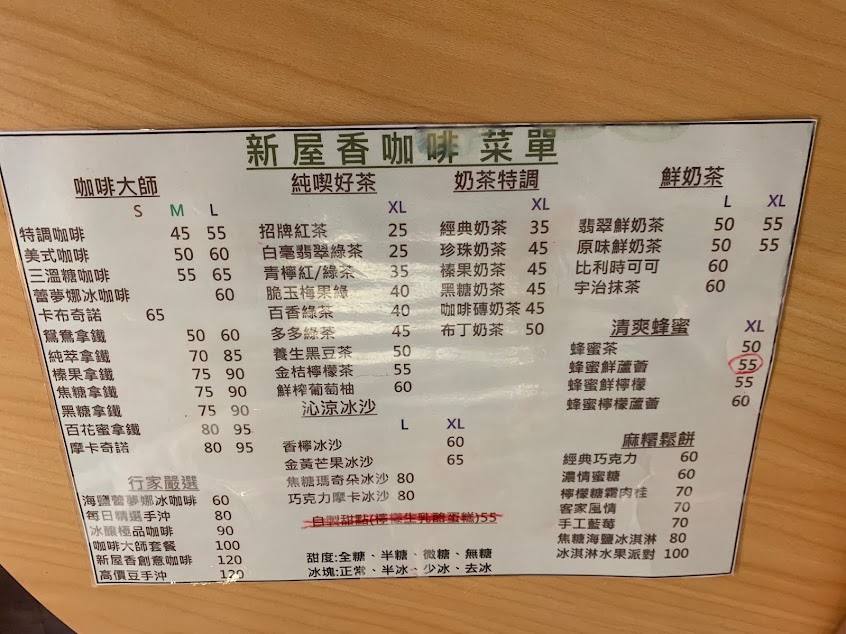 新屋香咖啡 菜單
咖啡大師
S M L
特調咖啡 45 55
美式咖啡 50 60
三溫糖咖啡 55 65
蕾夢娜冰咖啡 60
卡布奇諾 65
鴛鴦拿鐵 50 60
純萃拿鐵 70 85
榛果拿鐵 75 90
焦糖拿鐵 75 90
黑糖拿鐵 75 90
百花蜜拿鐵 80 95
摩卡奇諾 80 95
行家嚴選
海鹽蕾夢娜冰咖啡 60
每日精選手沖 80
冰釀極品咖啡 90
咖啡大師套餐 100
新屋香創意咖啡 120
高價豆手沖 120
純喫好茶
XL
招牌紅茶 25
白毫翡翠綠茶 25
青檸紅/綠茶 35
脆玉梅果綠 40
百香綠茶 40
多多綠茶 45
養生黑豆茶 50
金桔檸檬茶 55
鮮榨葡萄柚 60
沁涼冰沙
L XL
香檸冰沙 60
金黃芒果冰沙 65
焦糖瑪奇朵冰沙 80
巧克力摩卡冰沙 80
自製甜點(檸檬生乳酪蛋糕)55
甜度:全糖、半糖、微糖、無糖
冰塊:正常、半冰、少冰、去冰
奶茶特調
XL
經典奶茶 35
珍珠奶茶 45
榛果奶茶 45
黑糖奶茶 45
咖啡磚奶茶 45
布丁奶茶 50
鮮奶茶
L XL
翡翠鮮奶茶 50 55
原味鮮奶茶 50 55
比利時可可 60
宇治抹茶 60
清爽蜂蜜 XL
蜂蜜茶 50
蜂蜜鮮蘆薈 55
蜂蜜鮮檸檬 55
蜂蜜檸檬蘆薈 60
麻糬鬆餅
經典巧克力 60
濃情蜜糖 60
檸檬糖霜肉桂 70
客家風情 70
手工藍莓 70
焦糖海鹽冰淇淋 80
冰淇淋水果派對 100